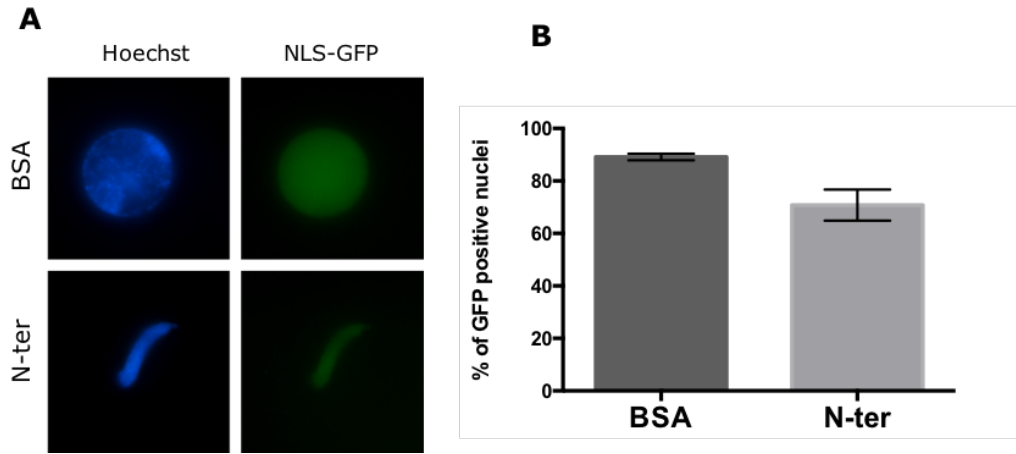 A
Hoechst NLS-GFP
BSA
N-ter
B
% of GFP positive nuclei
100
80
60
40
20
0
BSA N-ter